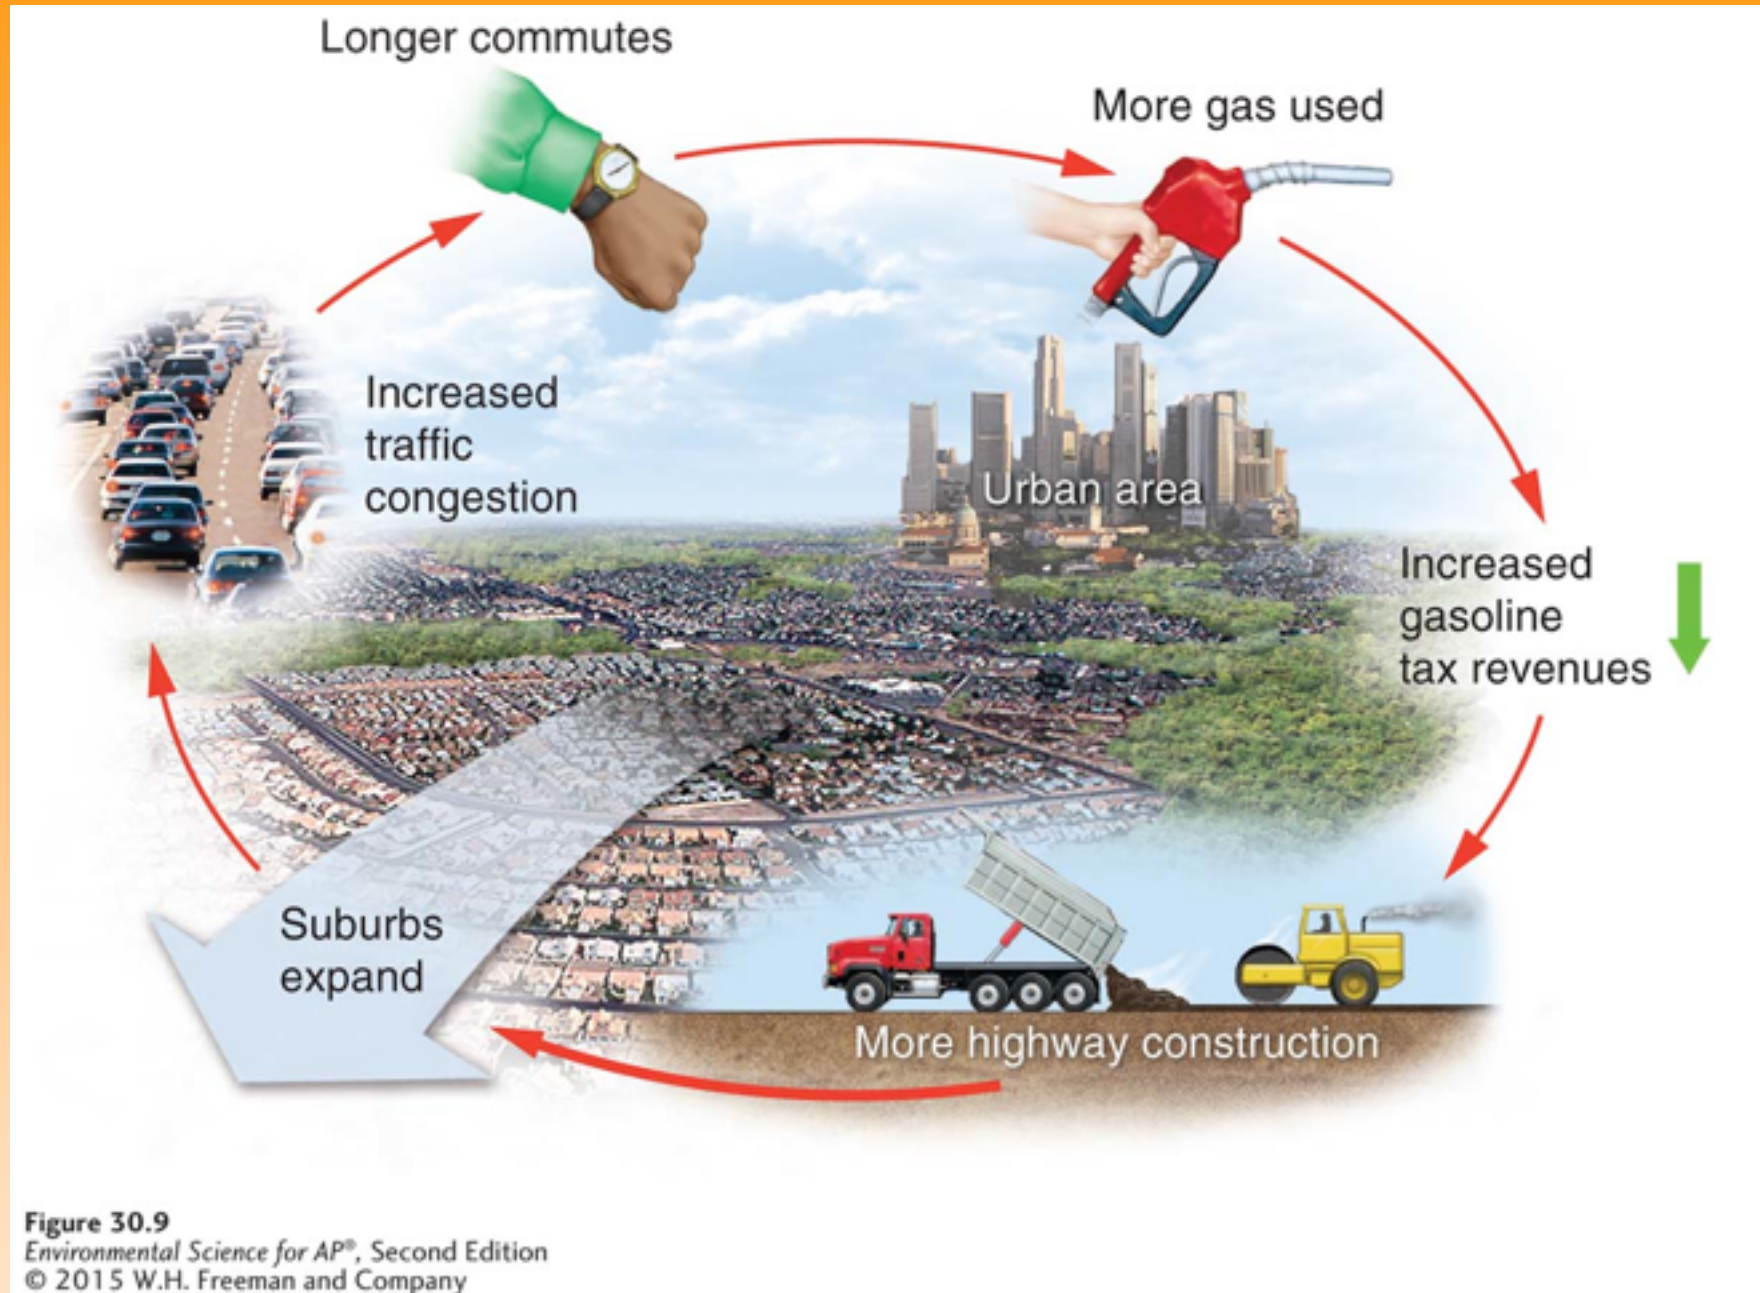 Longer commutes
More gas used
Increased
traffic
congestion
Urban area
Increased
gasoline
tax revenues
Suburbs
expand
More highway construction
Figure 30.9
Environmental Science for AP®, Second Edition
© 2015 W.H. Freeman and Company